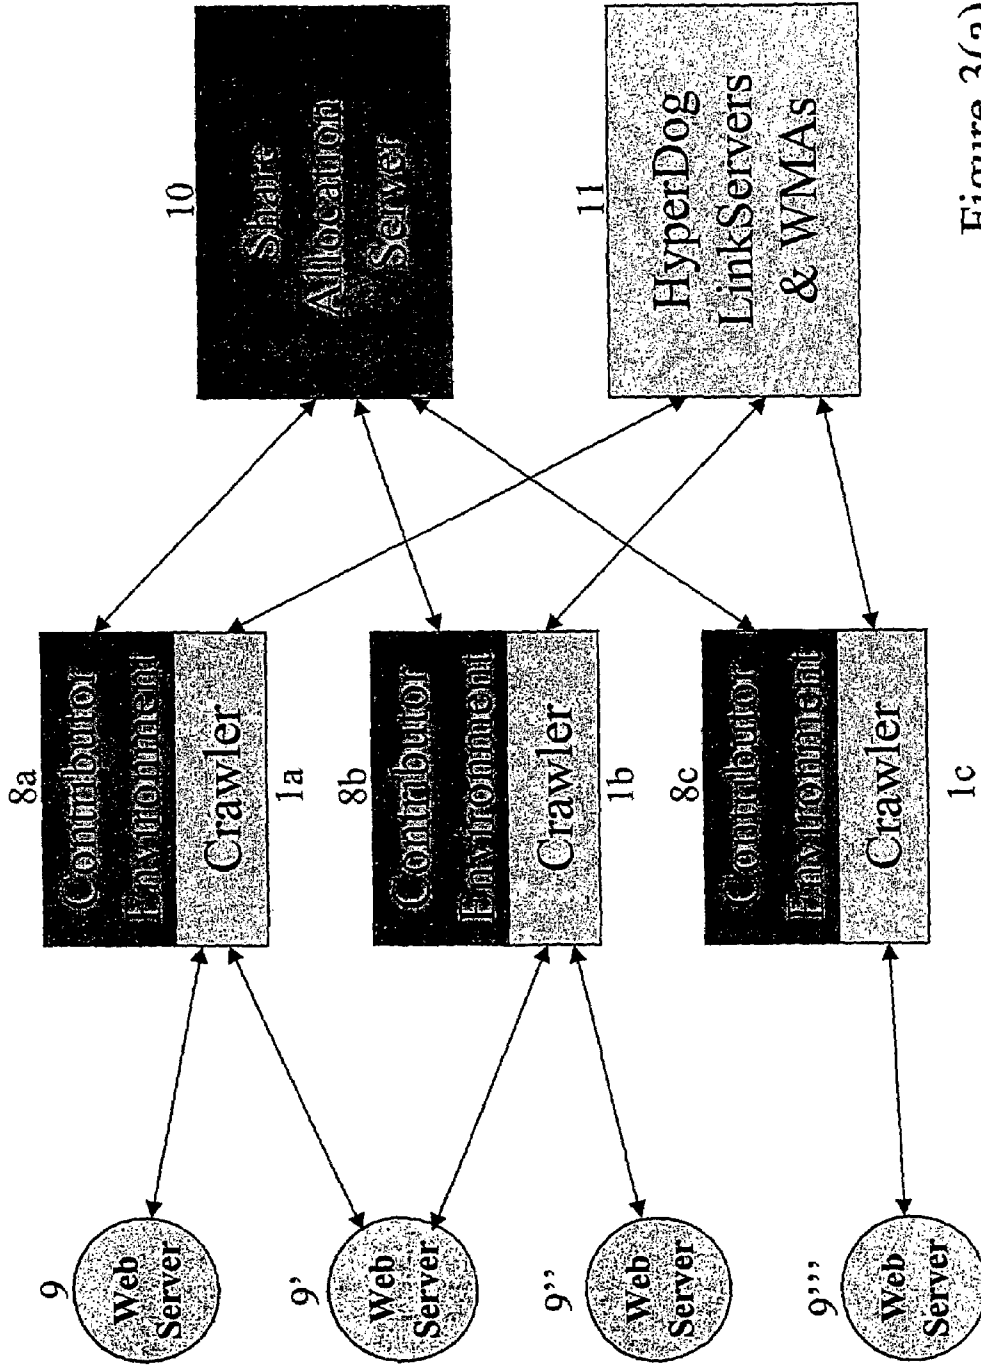 9
Web
Server
9'
Web
Server
9''
Web
Server
9'''
Web
Server
8a
Contributor
Environment
Crawler
1a
8b
Contributor
Environment
Crawler
1b
8c
Contributor
Environment
Crawler
1c
10
Share
Allocation
Server
11
HyperDog
LinkServers
& WMAs
Figure 3(a)